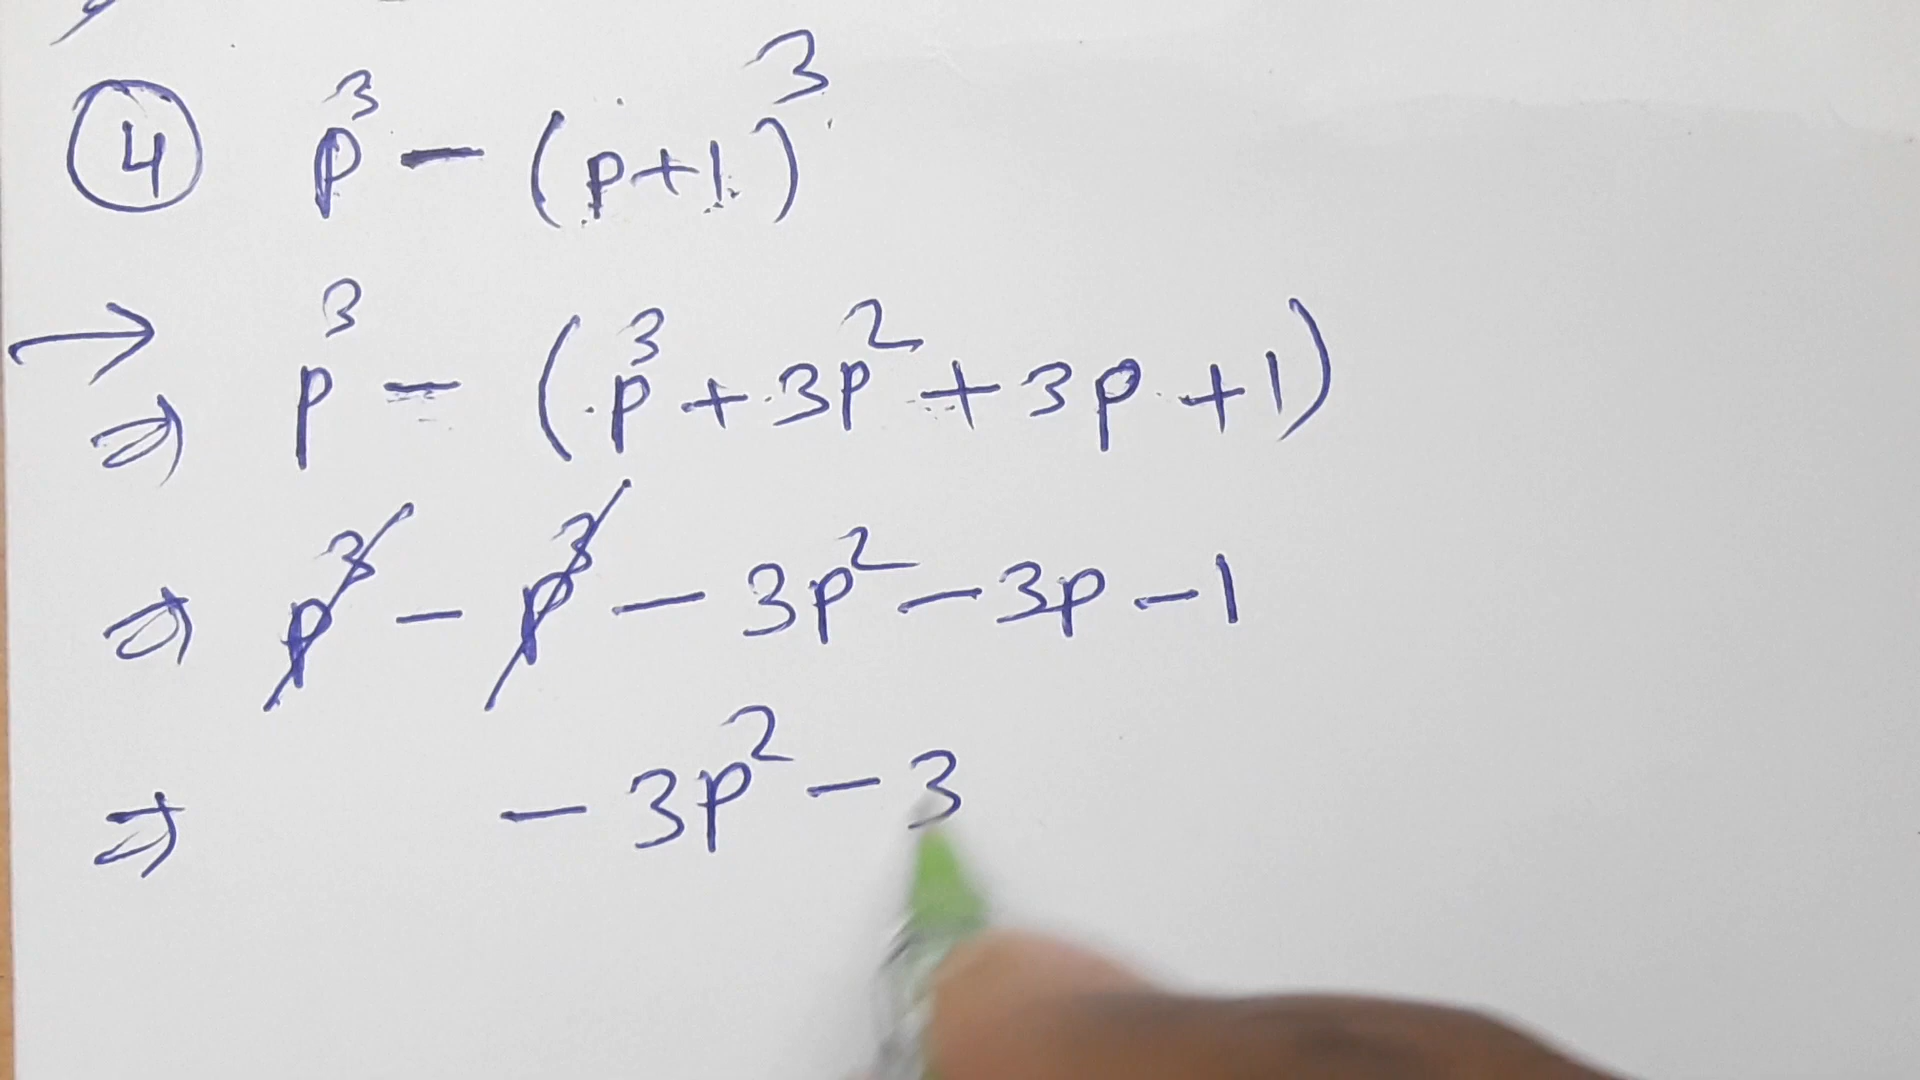 ④ p³ - (p+1)³
→
⇒ p³ - (p³ + 3p² + 3p + 1)
⇒ p³ - p³ - 3p² - 3p - 1
⇒ - 3p² - 3